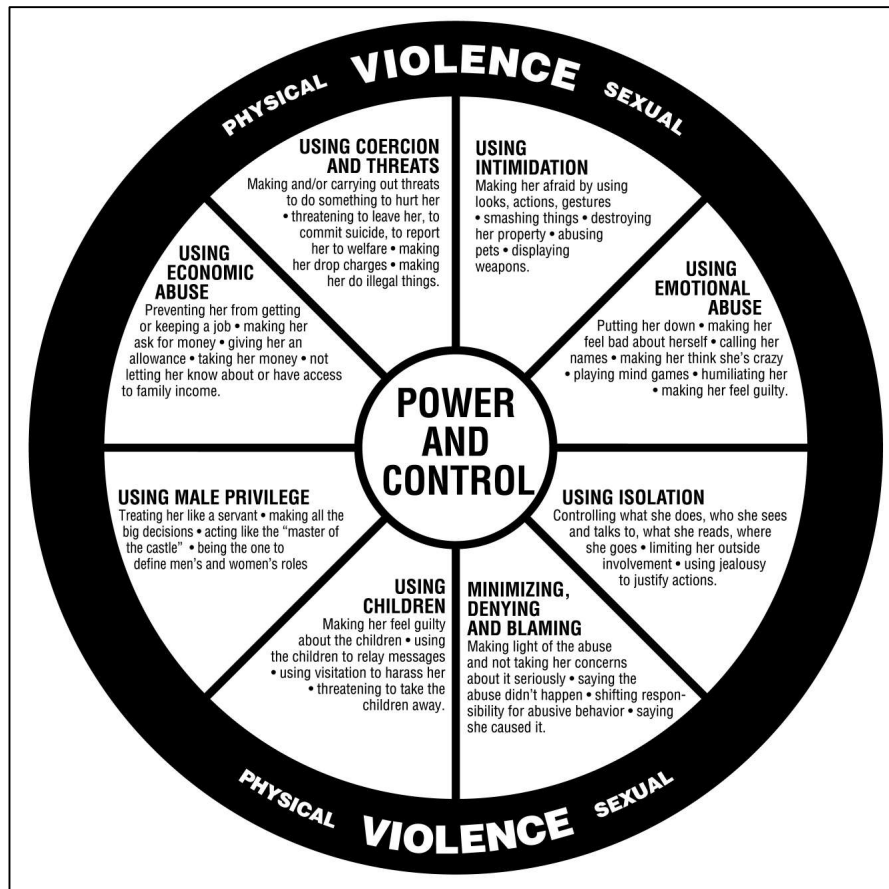 PHYSICAL VIOLENCE SEXUAL
USING COERCION
AND THREATS
Making and/or carrying out threats
to do something to hurt her
• threatening to leave her, to
commit suicide, to report
her to welfare • making
her drop charges • making
her do illegal things.
USING
INTIMIDATION
Making her afraid by using
looks, actions, gestures
• smashing things • destroying
her property • abusing
pets • displaying
weapons.
USING
ECONOMIC
ABUSE
Preventing her from getting
or keeping a job • making her
ask for money • giving her an
allowance • taking her money • not
letting her know about or have access
to family income.
USING
EMOTIONAL
ABUSE
Putting her down • making her
feel bad about herself • calling her
names • making her think she’s crazy
• playing mind games • humiliating her
• making her feel guilty.
POWER
AND
CONTROL
USING MALE PRIVILEGE
Treating her like a servant • making all the
big decisions • acting like the “master of
the castle” • being the one to
define men’s and women’s roles
USING ISOLATION
Controlling what she does, who she sees
and talks to, what she reads, where
she goes • limiting her outside
involvement • using jealousy
to justify actions.
USING
CHILDREN
Making her feel guilty
about the children • using
the children to relay messages
• using visitation to harass her
• threatening to take the
children away.
MINIMIZING,
DENYING
AND BLAMING
Making light of the abuse
and not taking her concerns
about it seriously • saying the
abuse didn’t happen • shifting respon-
sibility for abusive behavior • saying
she caused it.
PHYSICAL VIOLENCE SEXUAL